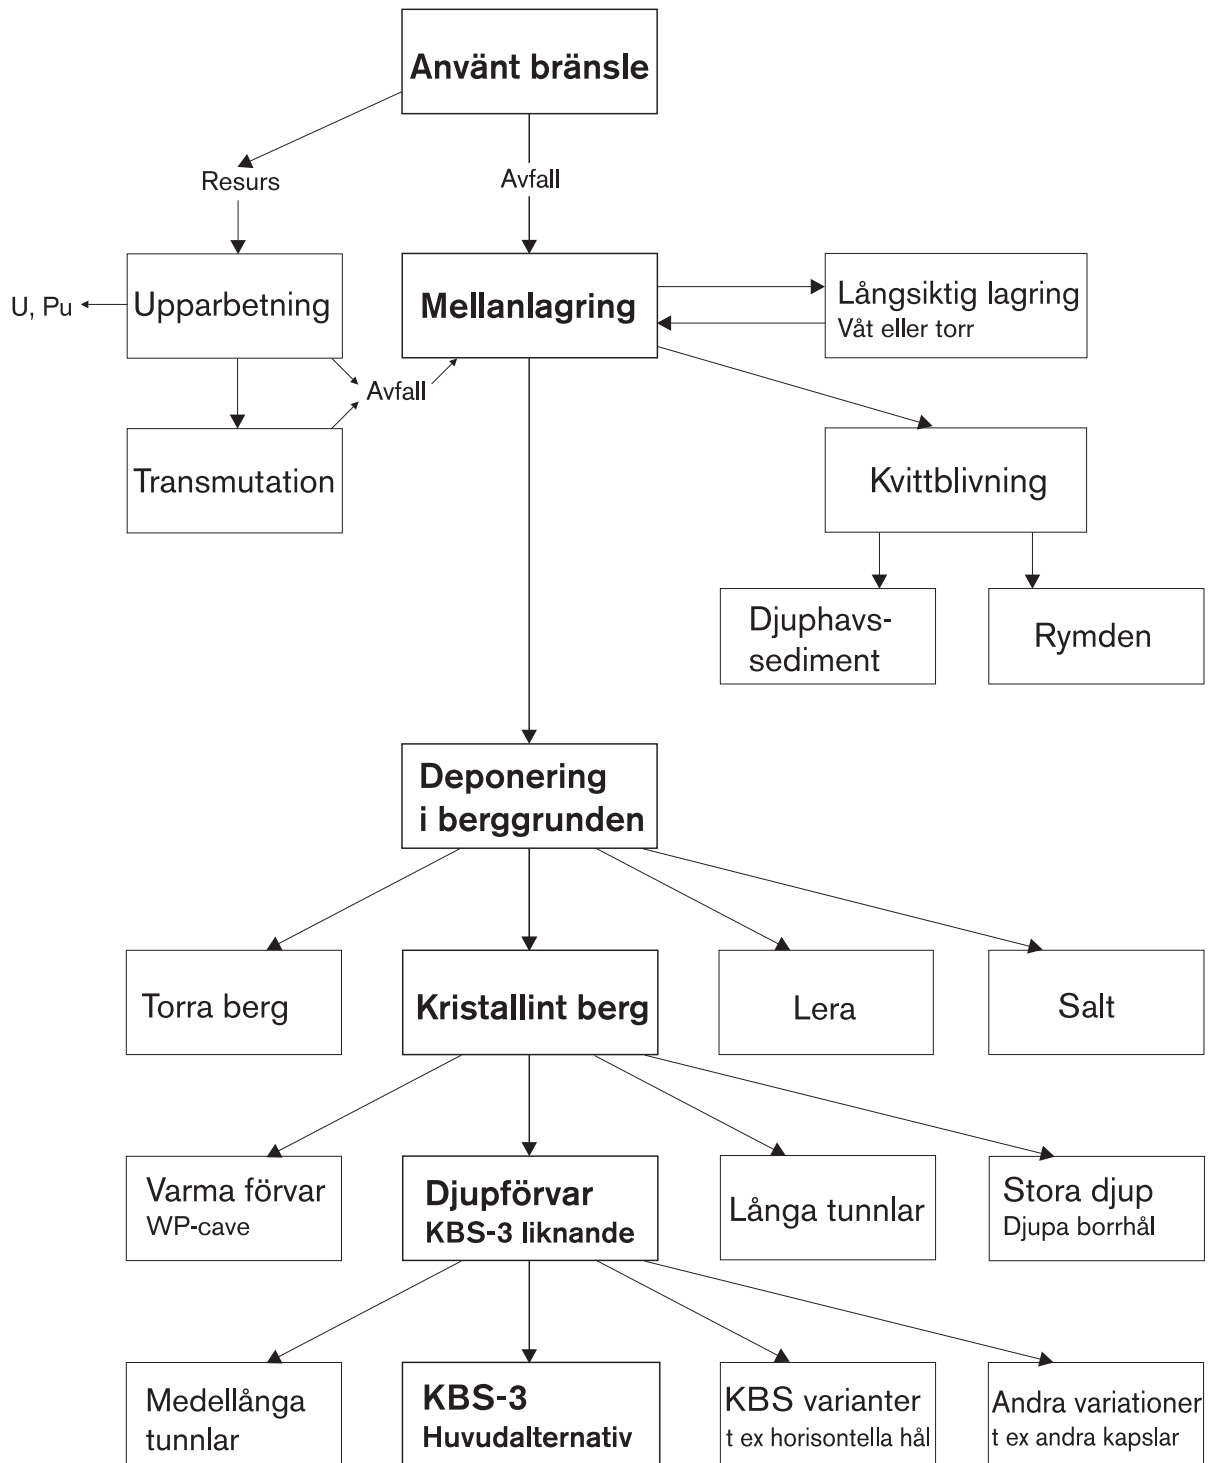 Använt bränsle
Resurs
Avfall
Upparbetning
U, Pu
Mellanlagring
Långsiktig lagring
Våt eller torr
Avfall
Transmutation
Kvittblivning
Djuphavs-
sediment
Rymden
Deponering
i berggrunden
Torra berg
Kristallint berg
Lera
Salt
Varma förvar
WP-cave
Djupförvar
KBS-3 liknande
Långa tunnlar
Stora djup
Djupa borrhål
Medellånga
tunnlar
KBS-3
Huvudalternativ
KBS varianter
t ex horisontella hål
Andra variationer
t ex andra kapslar